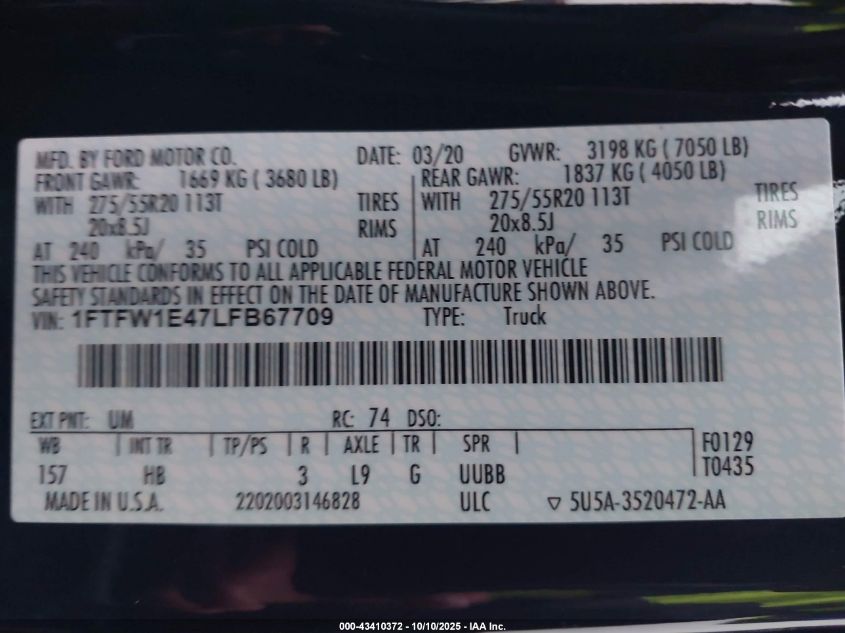 MFD. BY FORD MOTOR CO. DATE: 03/20 GVWR: 3198 KG ( 7050 LB)
FRONT GAWR: 1669 KG ( 3680 LB) REAR GAWR: 1837 KG ( 4050 LB)
WITH 275/55R20 113T TIRES WITH 275/55R20 113T TIRES
20x8.5J RIMS 20x8.5J RIMS
AT 240 kPa/ 35 PSI COLD AT 240 kPa/ 35 PSI COLD
THIS VEHICLE CONFORMS TO ALL APPLICABLE FEDERAL MOTOR VEHICLE
SAFETY STANDARDS IN EFFECT ON THE DATE OF MANUFACTURE SHOWN ABOVE.
VIN: 1FTFW1E47LFB67709 TYPE: Truck
EXT PNT: UM RC: 74 DSO:
WB INT TR TP/PS R AXLE TR SPR F0129
157 HB 3 L9 G UUBB T0435
MADE IN U.S.A. 2202003146828 ULC ▽ 5U5A-3520472-AA
000-43410372 - 10/10/2025 - IAA Inc.